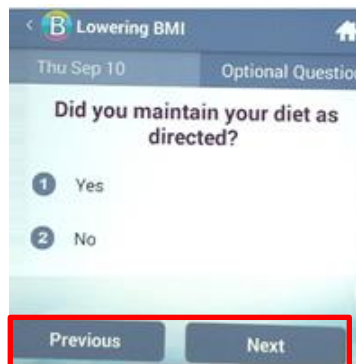 < B Lowering BMI
Thu Sep 10
Optional Questio
Did you maintain your diet as
directed?
1 Yes
2 No
Previous
Next